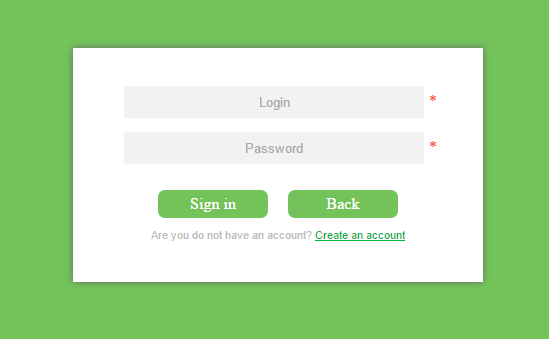 Login *
Password *
Sign in Back
Are you do not have an account? Create an account